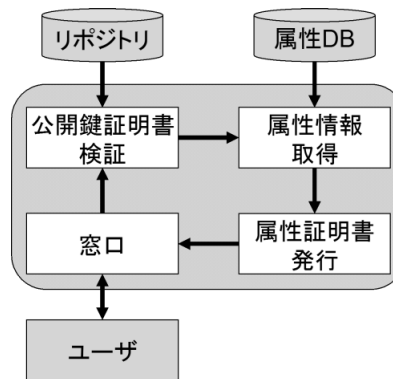 リポジトリ
属性DB
公開鍵証明書
検証
属性情報
取得
窓口
属性証明書
発行
ユーザ